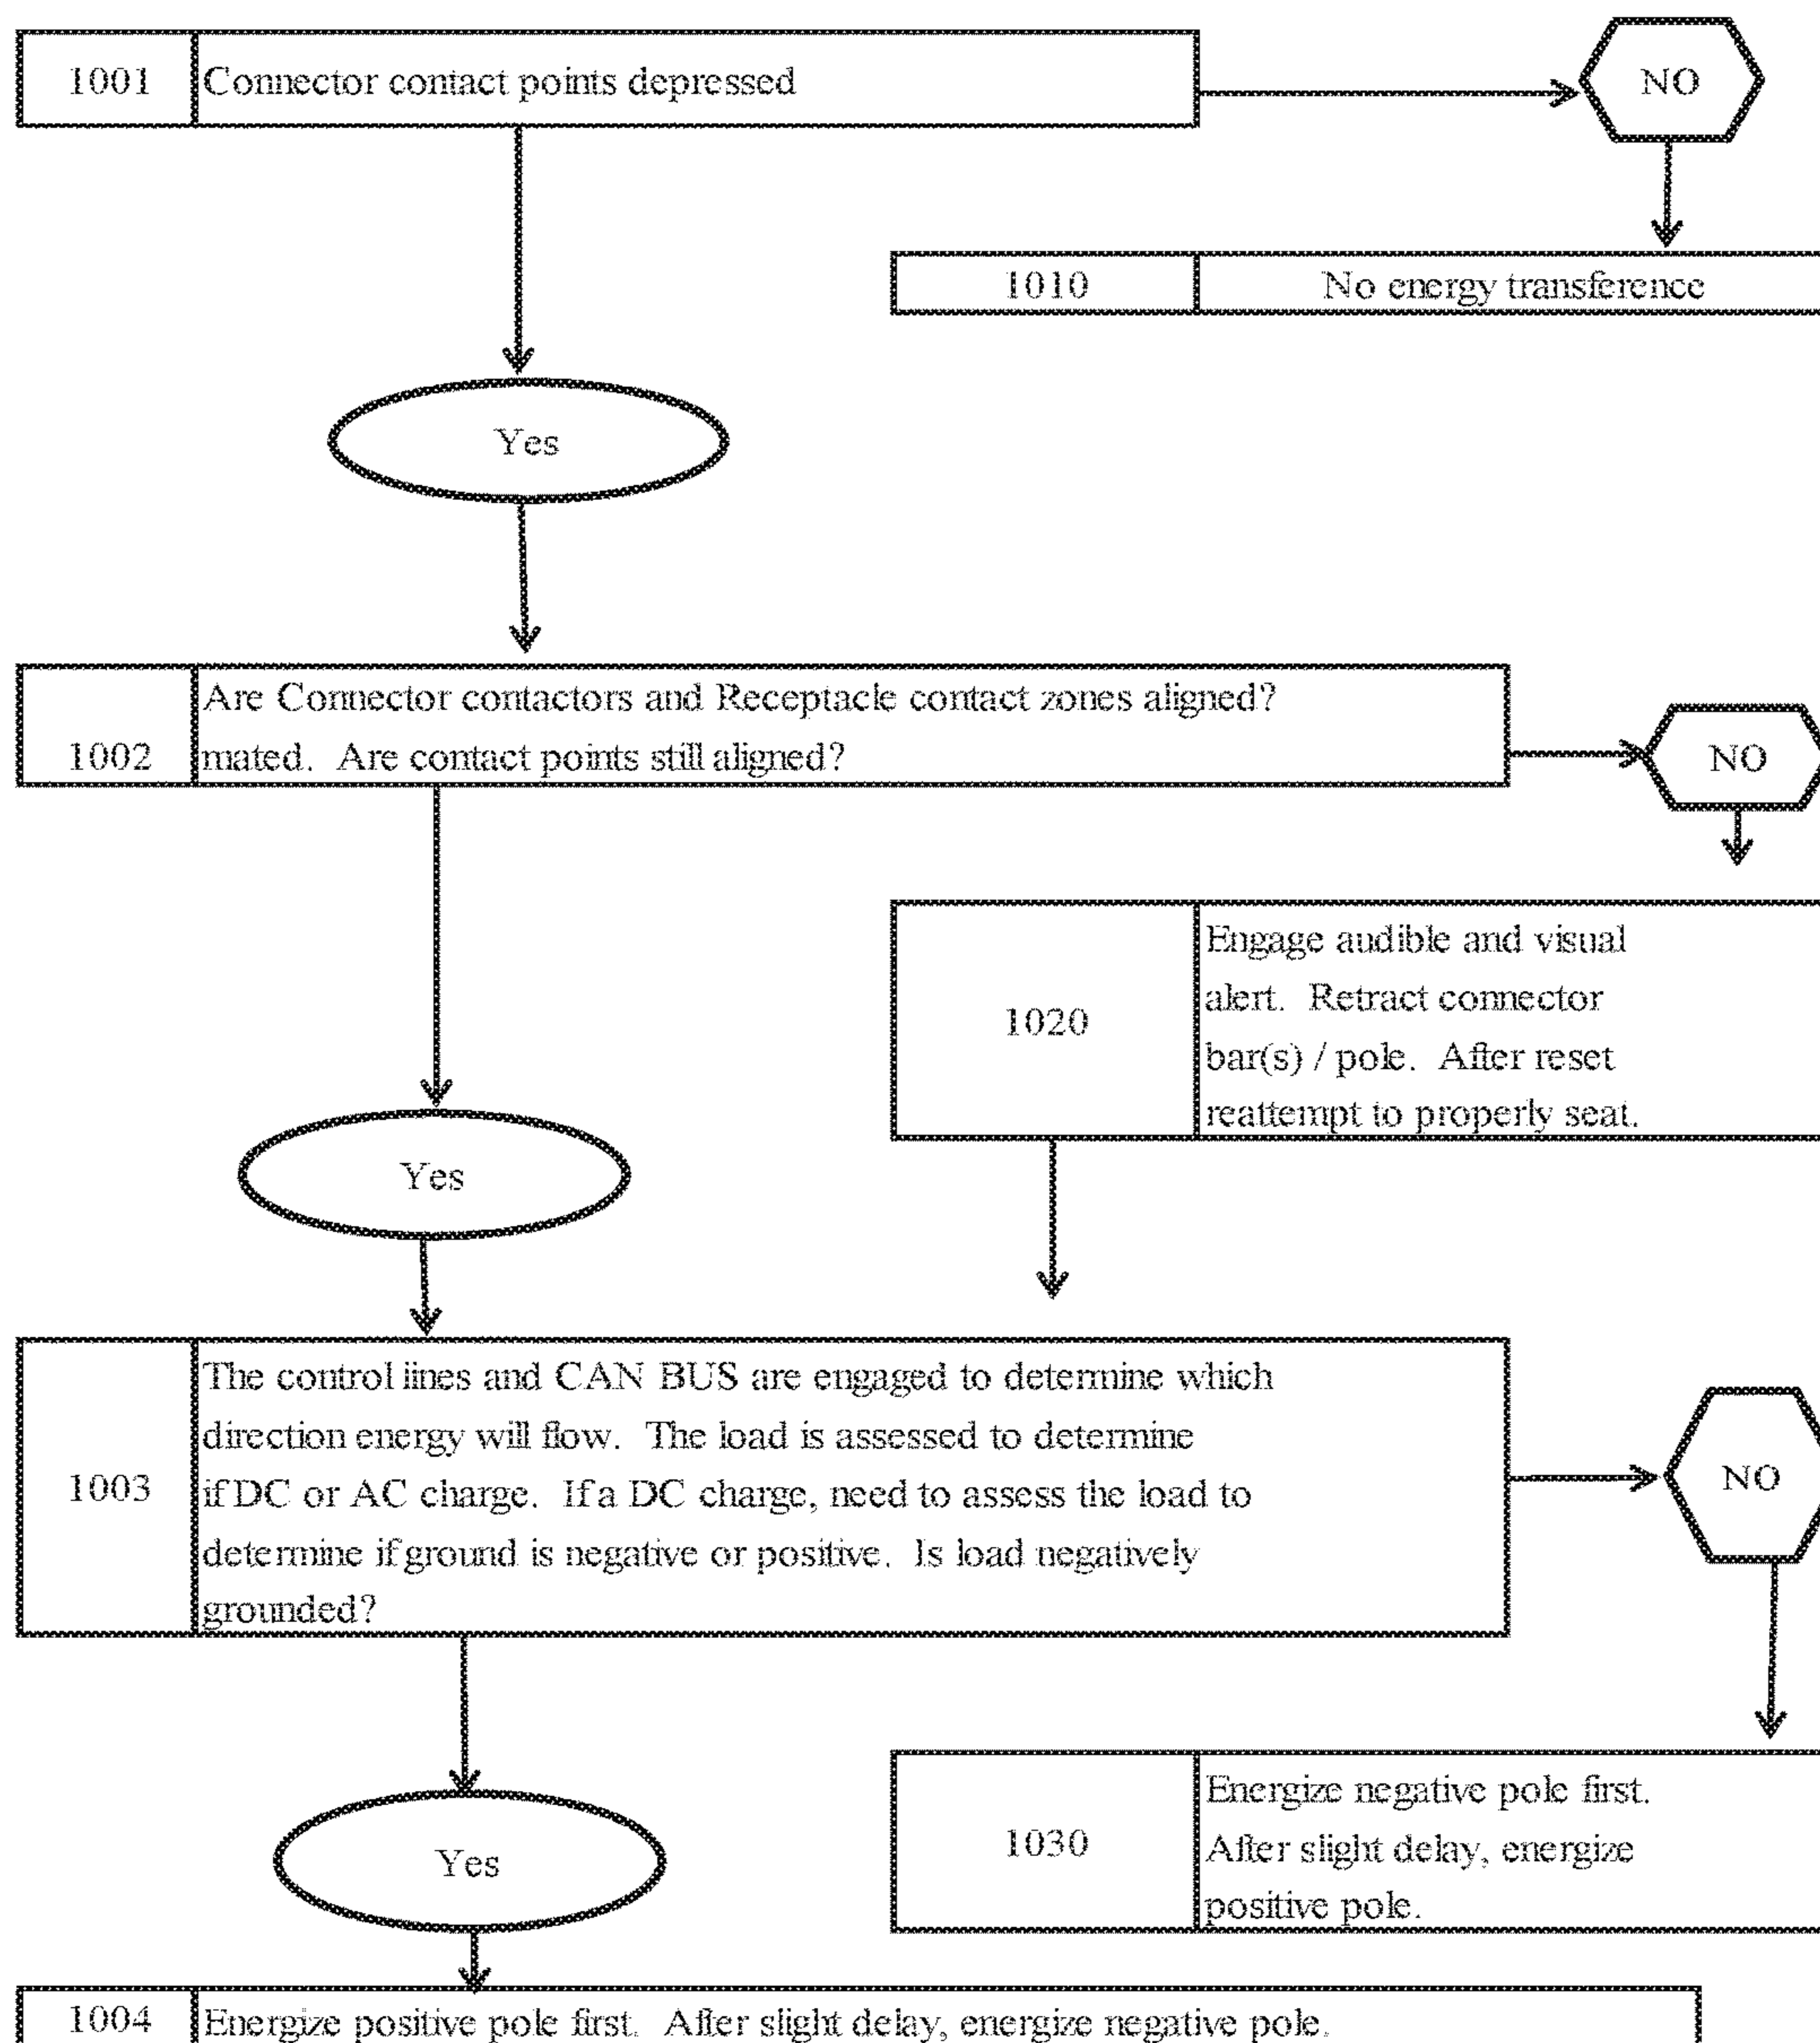 1001 Connector contact points depressed
NO
1010 No energy transference
Yes
Are Connector contactors and Receptacle contact zones aligned?
1002 mated. Are contact points still aligned?
NO
Engage audible and visual
alert. Retract connector
1020
bar(s) / pole. After reset
reattempt to properly seat.
Yes
The control lines and CAN BUS are engaged to determine which
direction energy will flow. The load is assessed to determine
1003 if DC or AC charge. If a DC charge, need to assess the load to
determine if ground is negative or positive. Is load negatively
grounded?
NO
Energize negative pole first.
1030 After slight delay, energize
positive pole.
Yes
1004 Energize positive pole first. After slight delay, energize negative pole.